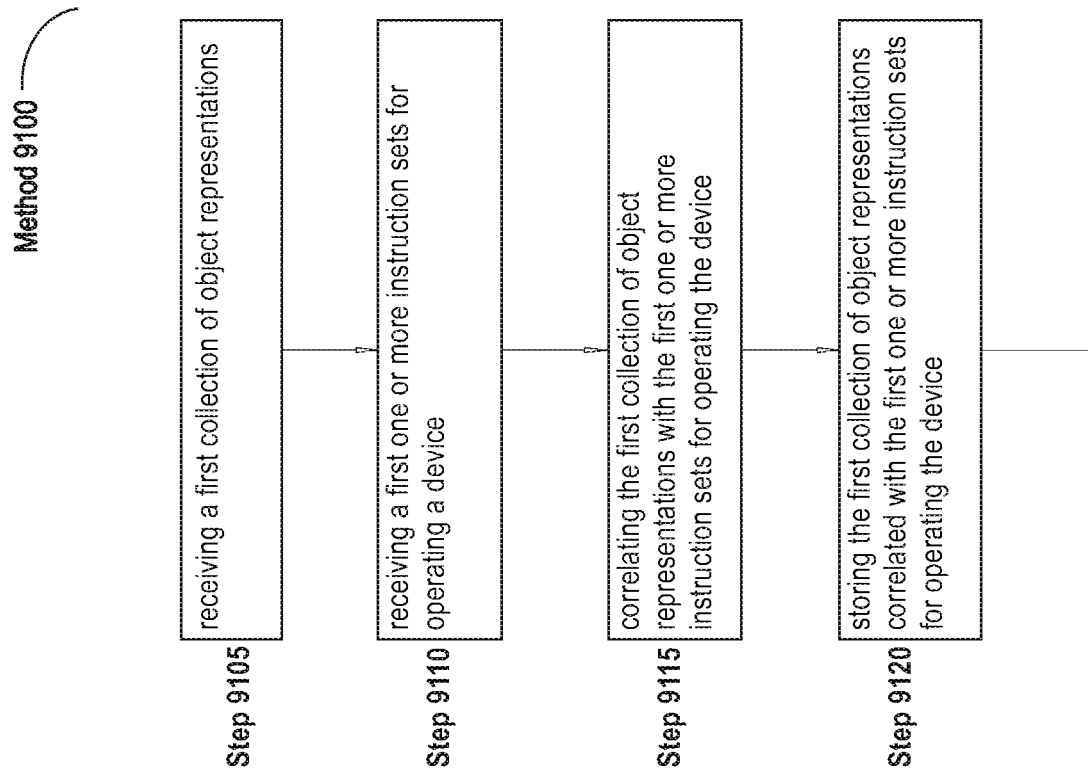 Method 9100
Step 9105
receiving a first collection of object representations
Step 9110
receiving a first one or more instruction sets for
operating a device
Step 9115
correlating the first collection of object
representations with the first one or more
instruction sets for operating the device
Step 9120
storing the first collection of object representations
correlated with the first one or more instruction sets
for operating the device